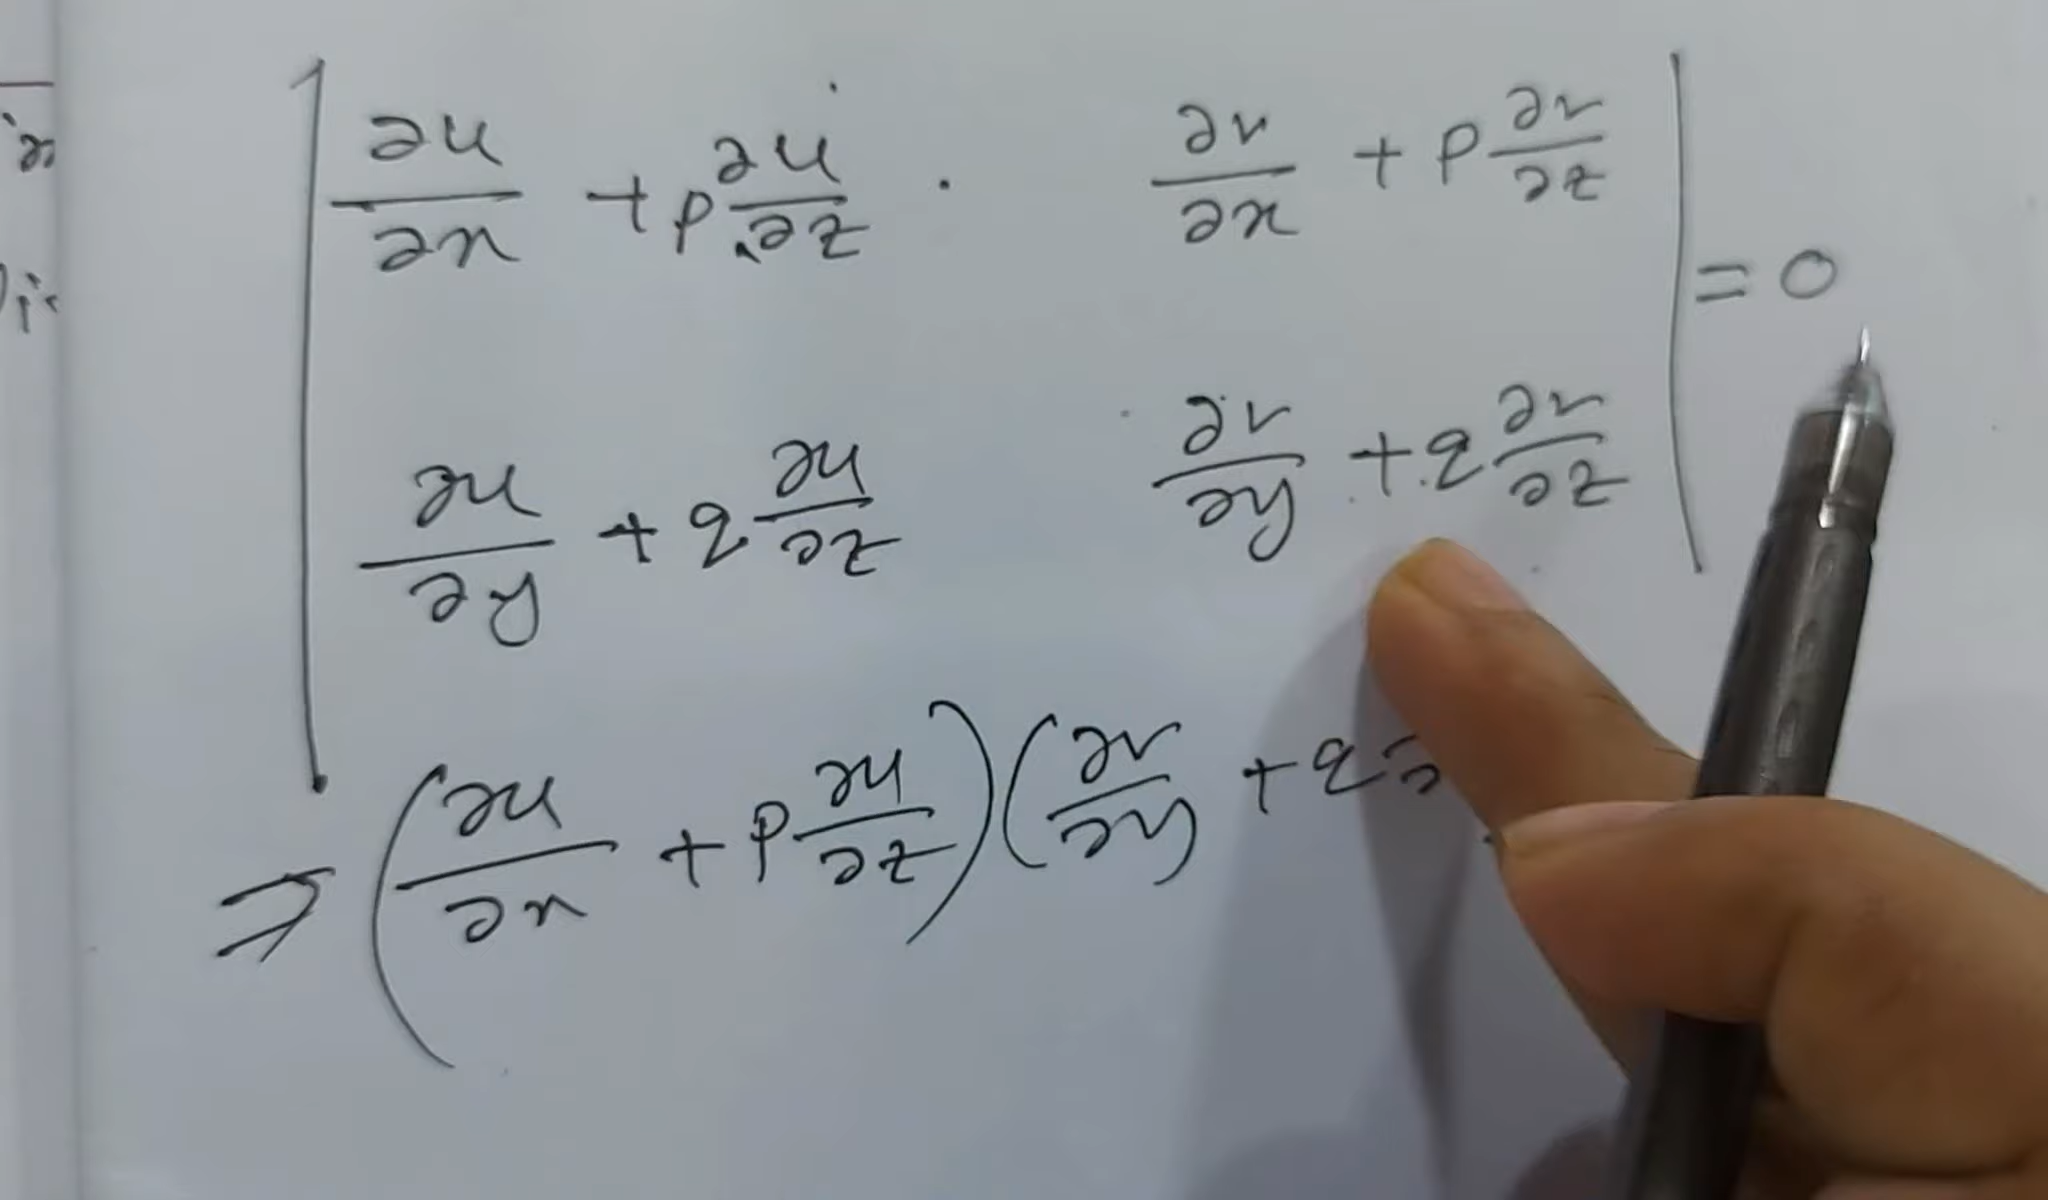 | ∂u/∂x + p ∂u/∂z . ∂v/∂x + p ∂v/∂z | = 0
| ∂u/∂y + q ∂u/∂z ∂v/∂y + q ∂v/∂z |
⇒ (∂u/∂x + p ∂u/∂z) (∂v/∂y + q ∂